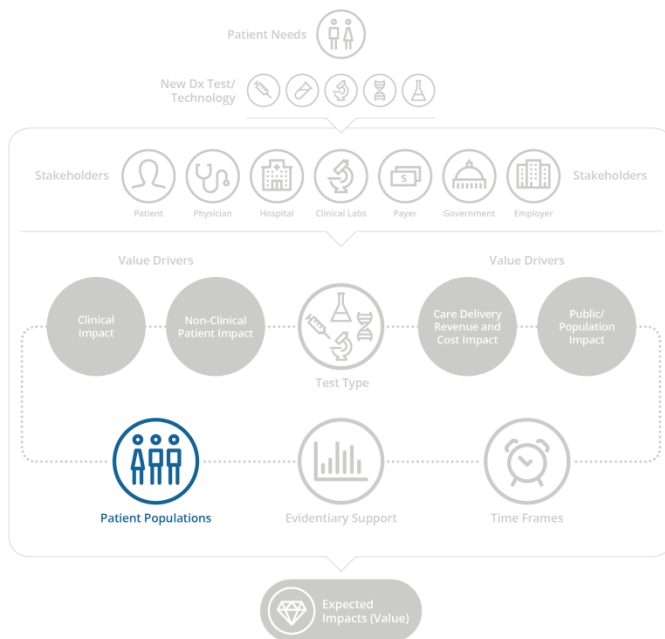 Patient Needs
New Dx Test/
Technology
Stakeholders
Stakeholders
Patient
Physician
Hospital
Clinical Labs
$
Payer
Government
Employer
Value Drivers
Value Drivers
Clinical
Impact
Non-Clinical
Patient Impact
Care Delivery
Revenue and
Cost Impact
Public/
Population
Impact
Test Type
Patient Populations
Evidentiary Support
Time Frames
Expected
Impacts (Value)